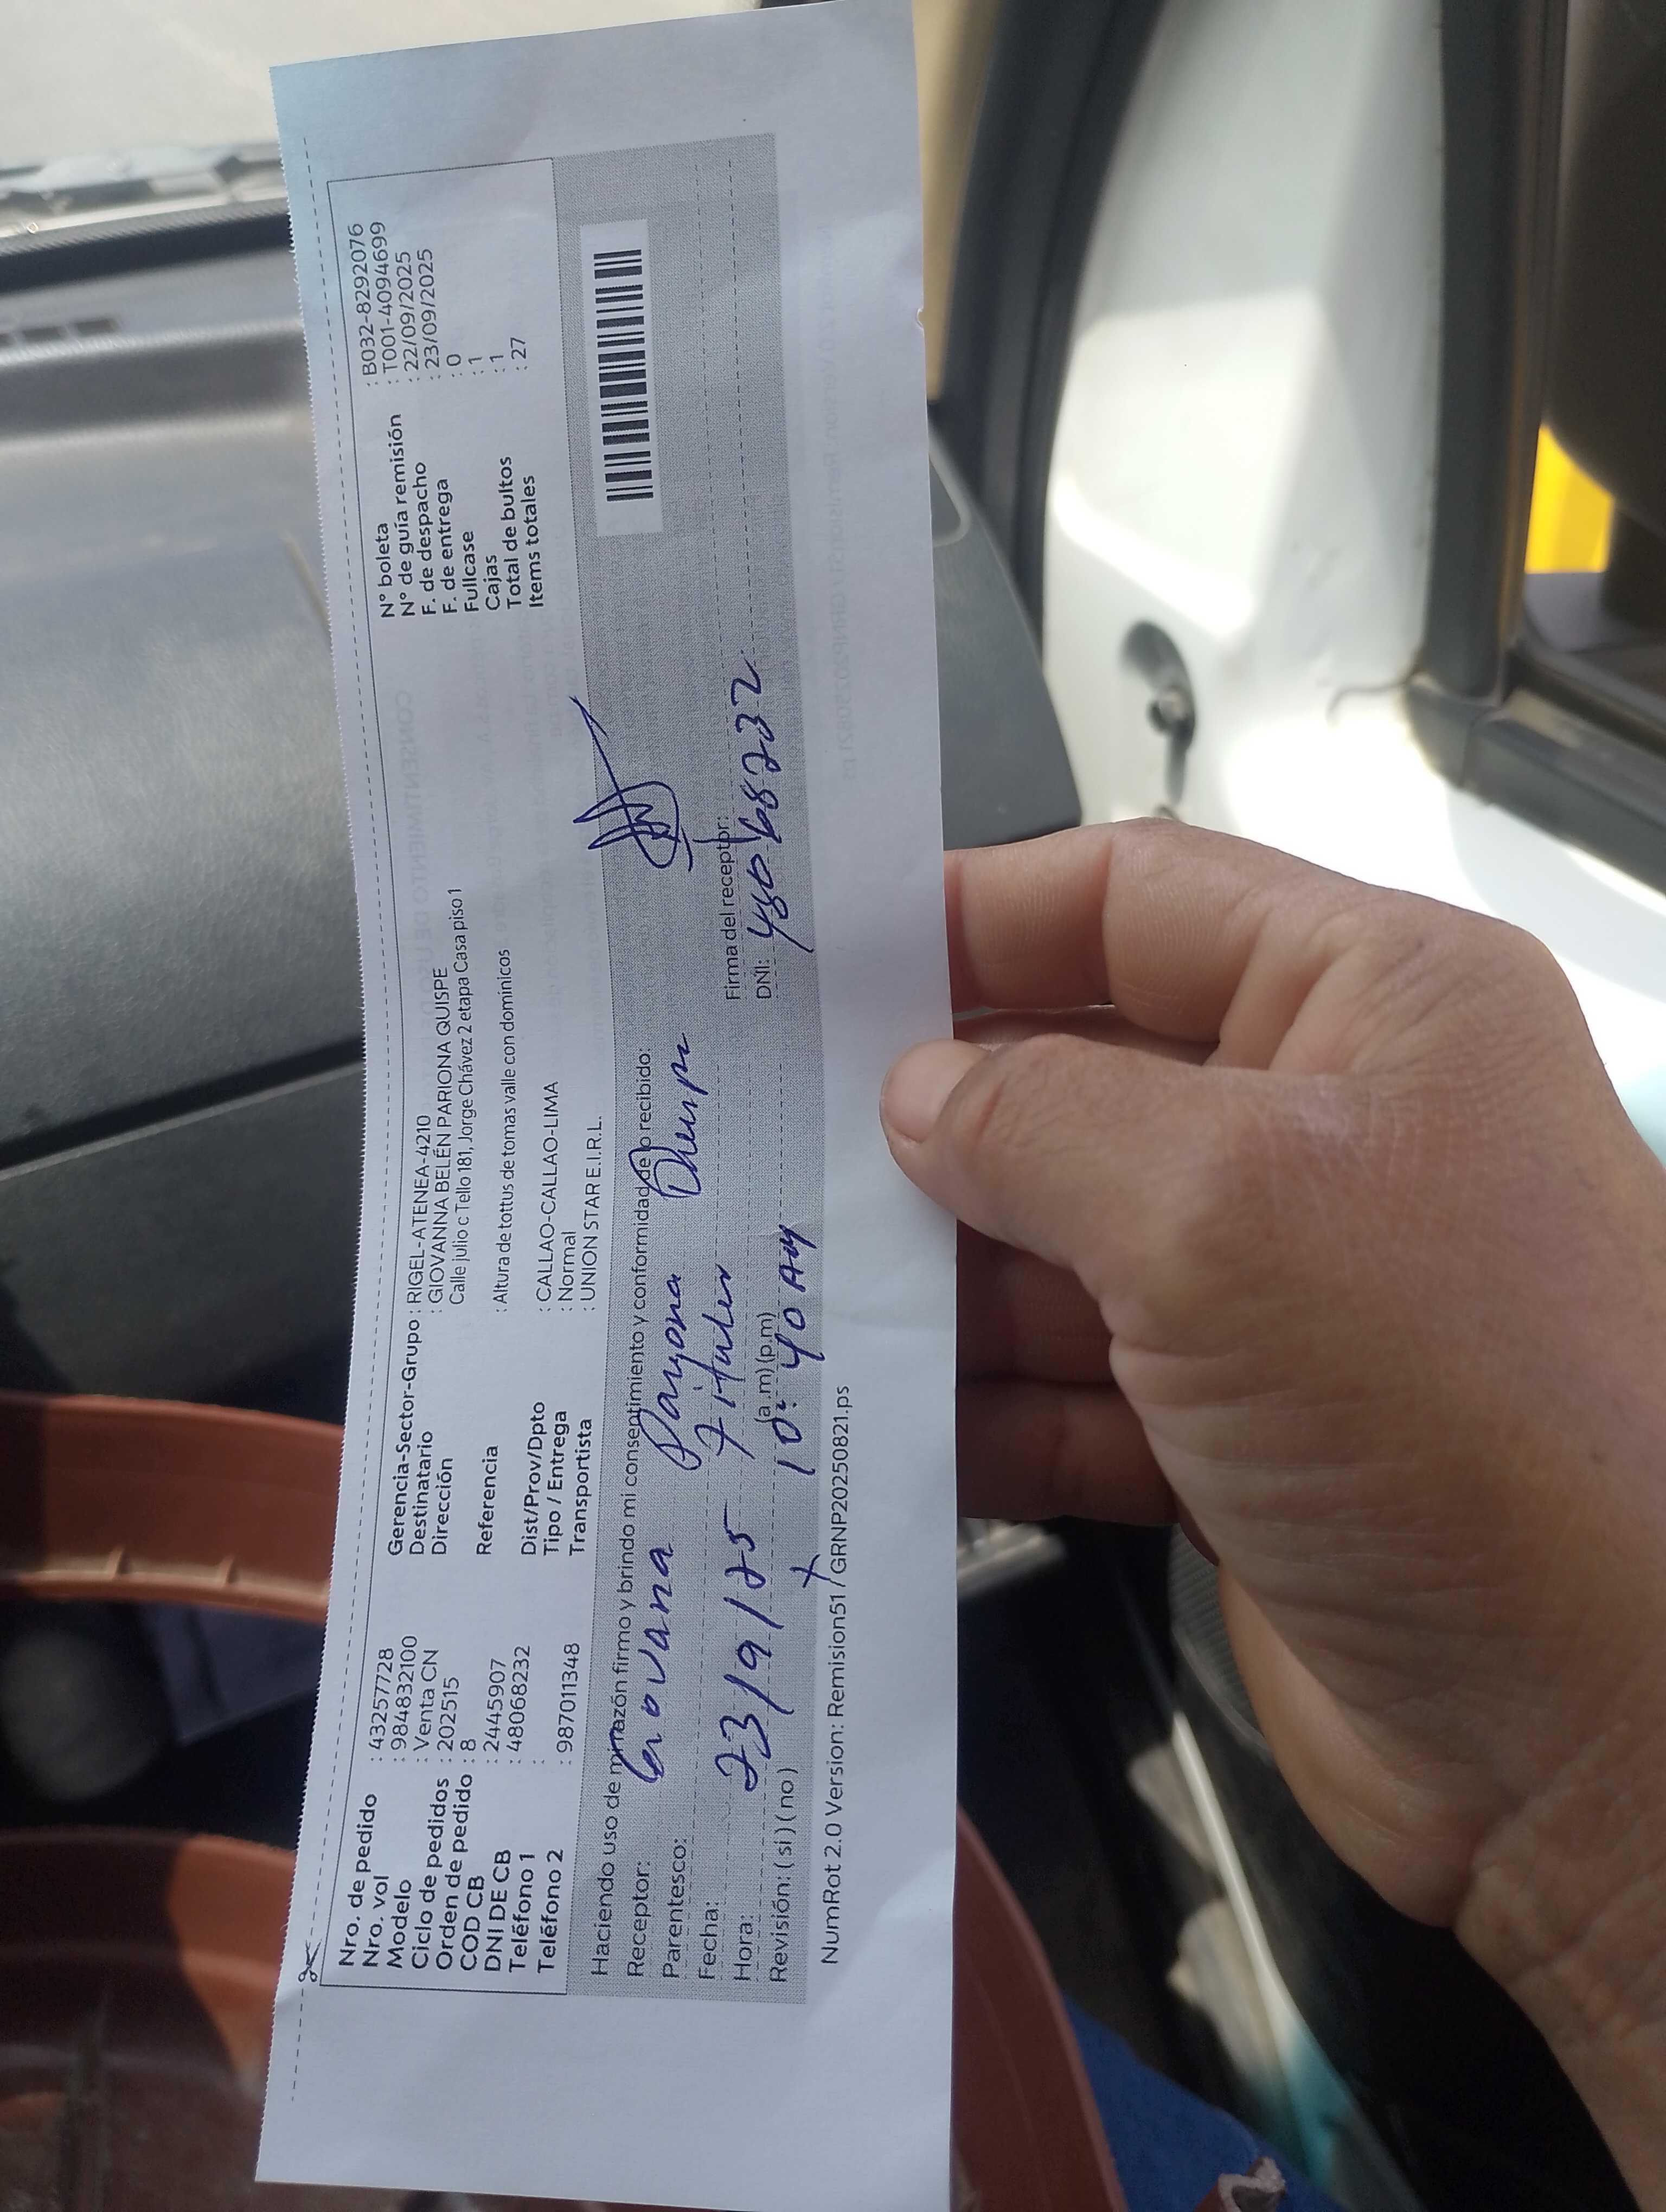 Nro. de pedido : 43257728
Nro. vol : 984832100
Modelo : Venta CN
Ciclo de pedidos : 202515
Orden de pedido : 8
COD CB : 2445907
DNI DE CB : 48068232
Teléfono 1 :
Teléfono 2 : 987011348
Gerencia-Sector-Grupo : RIGEL-ATENEA-4210
Destinatario : GIOVANNA BELÉN PARIONA QUISPE
Dirección Calle julio c Tello 181, Jorge Chávez 2 etapa Casa piso 1
Referencia : Altura de tottus de tomas valle con dominicos
Dist/Prov/Dpto : CALLAO-CALLAO-LIMA
Tipo / Entrega : Normal
Transportista : UNION STAR E.I.R.L.
N° boleta : B032-8292076
N° de guía remisión : T001-4094699
F. de despacho : 22/09/2025
F. de entrega : 23/09/2025
Fullcase : 0
Cajas : 1
Total de bultos : 1
Items totales : 27
Haciendo uso de mi razón firmo y brindo mi consentimiento y conformidad de lo recibido:
Receptor: Giovana Payona
Parentesco: Titular
Fecha: 23/9/25
Hora: (a.m) (p.m) 10:40 AM
Revisión: ( si ) ( no ) X
Firma del receptor:
DNI: 48068232
NumRot 2.0 Version: Remision51 / GRNP20250821.ps